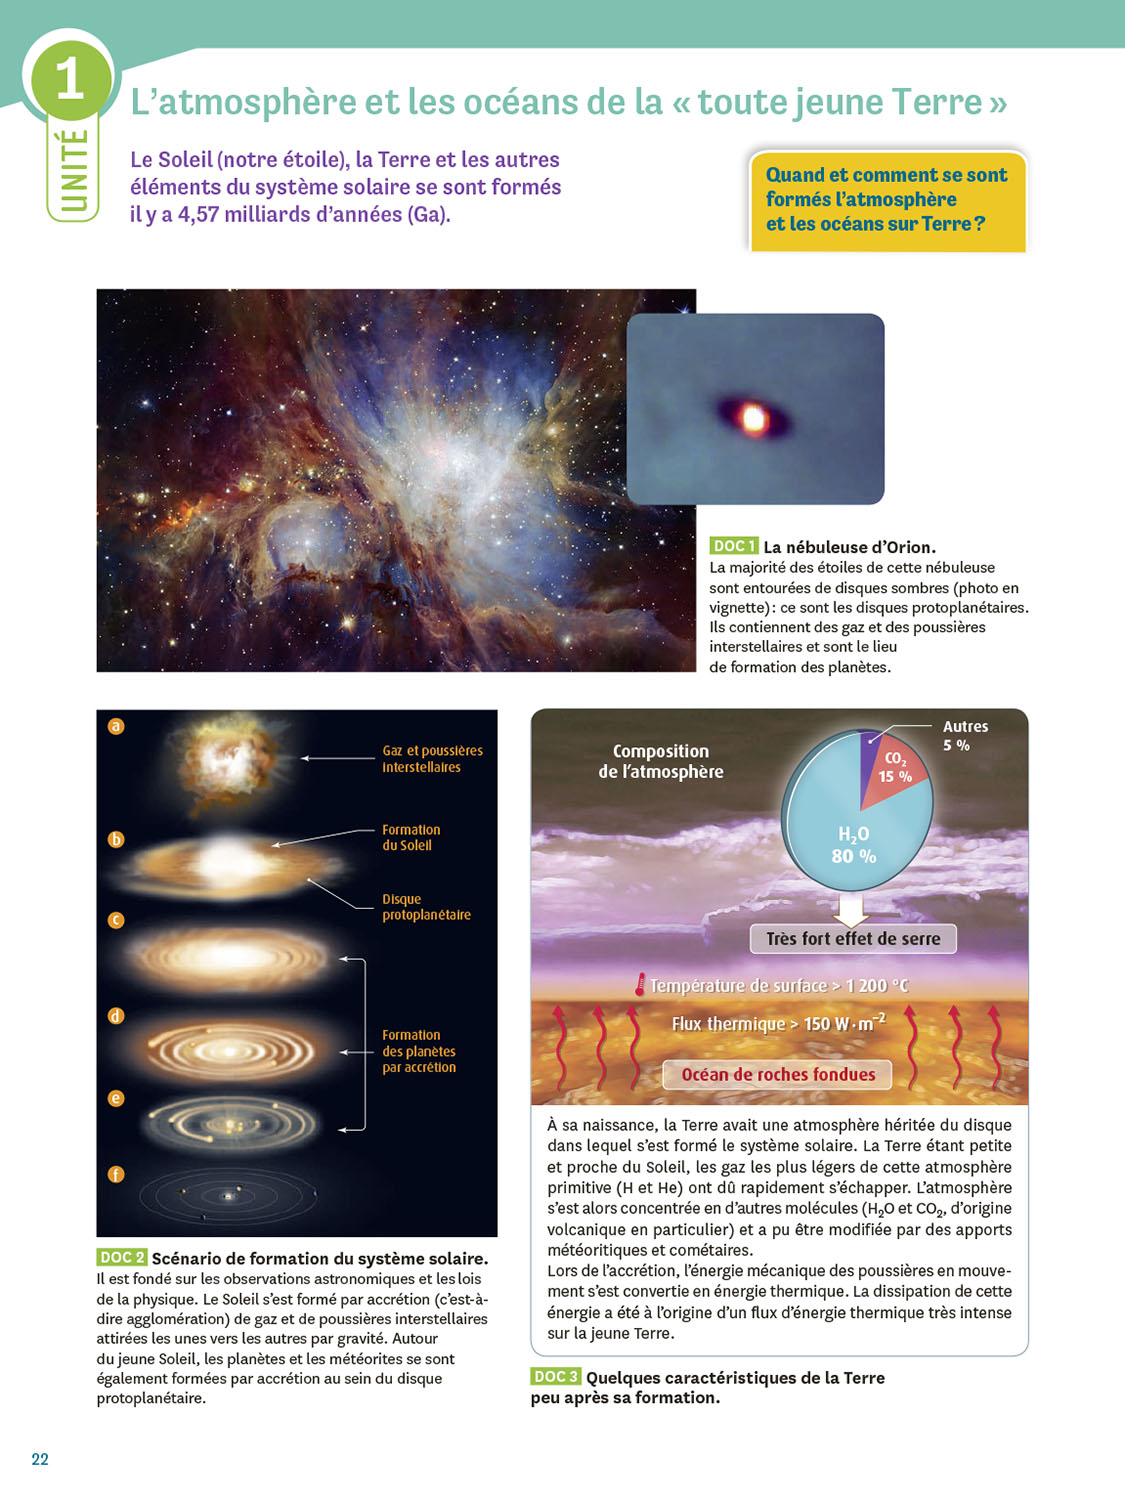 1
UNITÉ
L’atmosphère et les océans de la « toute jeune Terre »
Le Soleil (notre étoile), la Terre et les autres
éléments du système solaire se sont formés
il y a 4,57 milliards d’années (Ga).
Quand et comment se sont
formés l’atmosphère
et les océans sur Terre ?
DOC 1 La nébuleuse d’Orion.
La majorité des étoiles de cette nébuleuse
sont entourées de disques sombres (photo en
vignette) : ce sont les disques protoplanétaires.
Ils contiennent des gaz et des poussières
interstellaires et sont le lieu
de formation des planètes.
a
Gaz et poussières
interstellaires
b
Formation
du Soleil
Disque
protoplanétaire
c
d
Formation
des planètes
par accrétion
e
f
DOC 2 Scénario de formation du système solaire.
Il est fondé sur les observations astronomiques et les lois
de la physique. Le Soleil s’est formé par accrétion (c’est-à-
dire agglomération) de gaz et de poussières interstellaires
attirées les unes vers les autres par gravité. Autour
du jeune Soleil, les planètes et les météorites se sont
également formées par accrétion au sein du disque
protoplanétaire.
Composition
de l’atmosphère
Autres
5 %
CO₂
15 %
H₂O
80 %
Très fort effet de serre
Température de surface > 1 200 °C
Flux thermique > 150 W·m⁻²
Océan de roches fondues
À sa naissance, la Terre avait une atmosphère héritée du disque
dans lequel s’est formé le système solaire. La Terre étant petite
et proche du Soleil, les gaz les plus légers de cette atmosphère
primitive (H et He) ont dû rapidement s’échapper. L’atmosphère
s’est alors concentrée en d’autres molécules (H₂O et CO₂, d’origine
volcanique en particulier) et a pu être modifiée par des apports
météoritiques et cométaires.
Lors de l’accrétion, l’énergie mécanique des poussières en mouve-
ment s’est convertie en énergie thermique. La dissipation de cette
énergie a été à l’origine d’un flux d’énergie thermique très intense
sur la jeune Terre.
DOC 3 Quelques caractéristiques de la Terre
peu après sa formation.
22